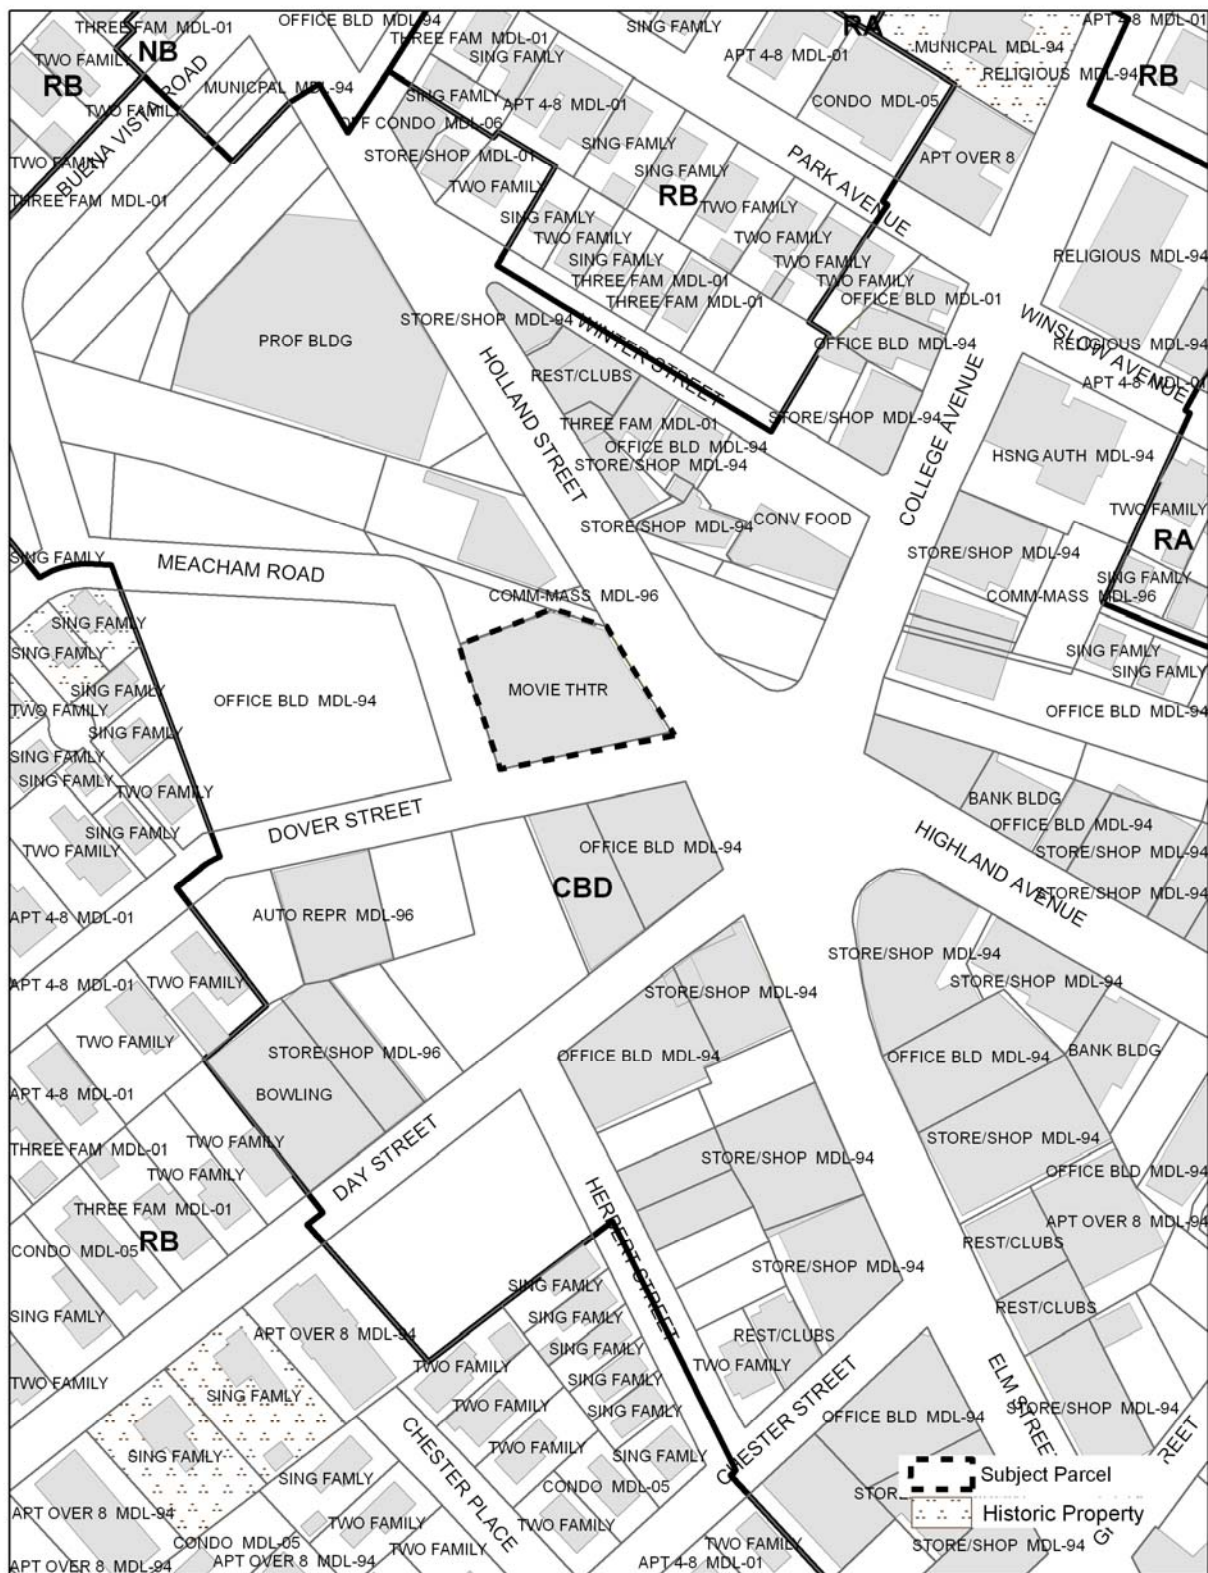 THREE FAM MDL-01
OFFICE BLD MDL-94
THREE FAM MDL-01
SING FAMLY
RA
APT 4-8 MDL-01
NB
TWO FAMILY
SING FAMLY
APT 4-8 MDL-01
MUNICPAL MDL-94
RELIGIOUS MDL-94
RB
RB
MUNICPAL MDL-94
SING FAMLY
APT 4-8 MDL-01
CONDO MDL-05
TWO FAMILY
BUENA VISTA ROAD
OFF CONDO MDL-06
SING FAMLY
PARK AVENUE
APT OVER 8
TWO FAMILY
STORE/SHOP MDL-01
SING FAMLY
THREE FAM MDL-01
TWO FAMILY
RB
TWO FAMILY
SING FAMLY
TWO FAMILY
TWO FAMILY
RELIGIOUS MDL-94
SING FAMLY
TWO FAMILY
THREE FAM MDL-01
TWO FAMILY
THREE FAM MDL-01
OFFICE BLD MDL-01
PROF BLDG
STORE/SHOP MDL-94
WINTER STREET
OFFICE BLD MDL-94
WINSLOW AVENUE
RELIGIOUS MDL-94
HOLLAND STREET
REST/CLUBS
APT 4-8 MDL-01
THREE FAM MDL-01
STORE/SHOP MDL-94
COLLEGE AVENUE
OFFICE BLD MDL-94
HSNG AUTH MDL-94
STORE/SHOP MDL-94
TWO FAMILY
STORE/SHOP MDL-94
CONV FOOD
RA
SING FAMLY
MEACHAM ROAD
STORE/SHOP MDL-94
SING FAMLY
COMM-MASS MDL-96
COMM-MASS MDL-96
SING FAMLY
SING FAMLY
SING FAMLY
SING FAMLY
SING FAMLY
MOVIE THTR
OFFICE BLD MDL-94
TWO FAMILY
OFFICE BLD MDL-94
SING FAMLY
SING FAMLY
SING FAMLY
TWO FAMILY
BANK BLDG
DOVER STREET
SING FAMLY
OFFICE BLD MDL-94
TWO FAMILY
OFFICE BLD MDL-94
STORE/SHOP MDL-94
HIGHLAND AVENUE
CBD
STORE/SHOP MDL-94
APT 4-8 MDL-01
AUTO REPR MDL-96
STORE/SHOP MDL-94
APT 4-8 MDL-01
TWO FAMILY
STORE/SHOP MDL-94
STORE/SHOP MDL-94
TWO FAMILY
STORE/SHOP MDL-96
OFFICE BLD MDL-94
OFFICE BLD MDL-94
BANK BLDG
APT 4-8 MDL-01
BOWLING
THREE FAM MDL-01
TWO FAMILY
DAY STREET
STORE/SHOP MDL-94
STORE/SHOP MDL-94
TWO FAMILY
OFFICE BLD MDL-94
THREE FAM MDL-01
HERBERT STREET
APT OVER 8 MDL-94
RB
CONDO MDL-05
REST/CLUBS
STORE/SHOP MDL-94
SING FAMLY
SING FAMLY
SING FAMLY
REST/CLUBS
APT OVER 8 MDL-94
SING FAMLY
REST/CLUBS
TWO FAMILY
TWO FAMILY
TWO FAMILY
SING FAMLY
ELM STREE
SING FAMLY
TWO FAMILY
SING FAMLY
CHESTER STREET
OFFICE BLD MDL-94
STORE/SHOP MDL-94
SING FAMLY
CHESTER PLACE
TWO FAMILY
SING FAMLY
REET
SING FAMLY
CONDO MDL-05
Subject Parcel
STOR
APT OVER 8 MDL-94
TWO FAMILY
TWO FAMILY
Historic Property
CONDO MDL-05
TWO FAMILY
TWO FAMILY
STORE/SHOP MDL-94
APT OVER 8 MDL-94
APT OVER 8 MDL-94
APT 4-8 MDL-01